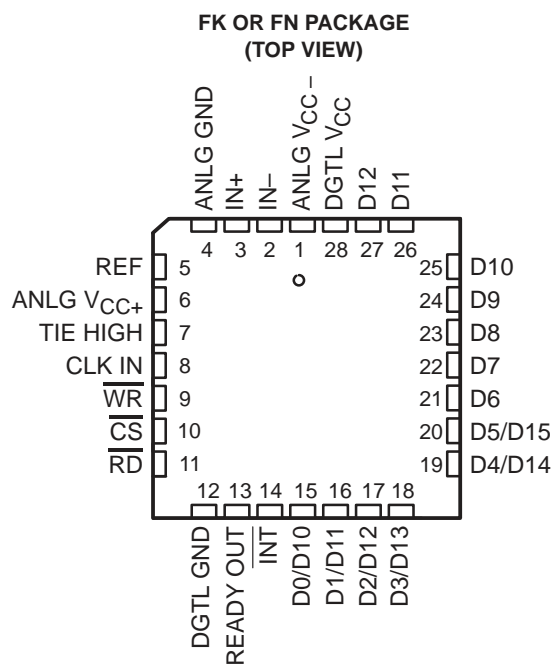 FK OR FN PACKAGE
(TOP VIEW)
ANLG GND
IN+
IN–
ANLG VCC –
DGTL VCC
D12
D11
4 3 2 1 28 27 26
REF 5 25 D10
ANLG VCC+ 6 24 D9
TIE HIGH 7 23 D8
CLK IN 8 22 D7
WR 9 21 D6
CS 10 20 D5/D15
RD 11 19 D4/D14
12 13 14 15 16 17 18
DGTL GND
READY OUT
INT
D0/D10
D1/D11
D2/D12
D3/D13